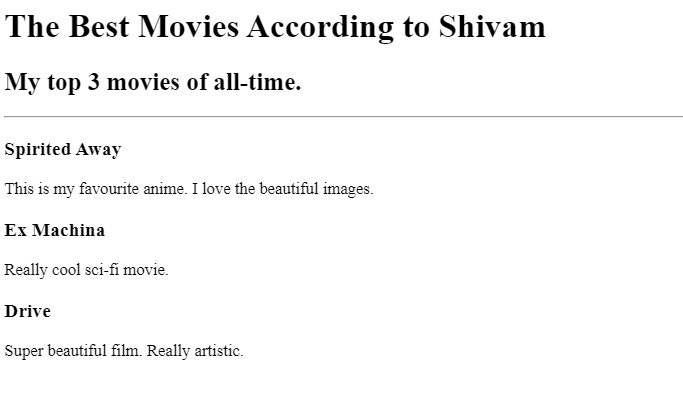 The Best Movies According to Shivam
My top 3 movies of all-time.
Spirited Away
This is my favourite anime. I love the beautiful images.
Ex Machina
Really cool sci-fi movie.
Drive
Super beautiful film. Really artistic.